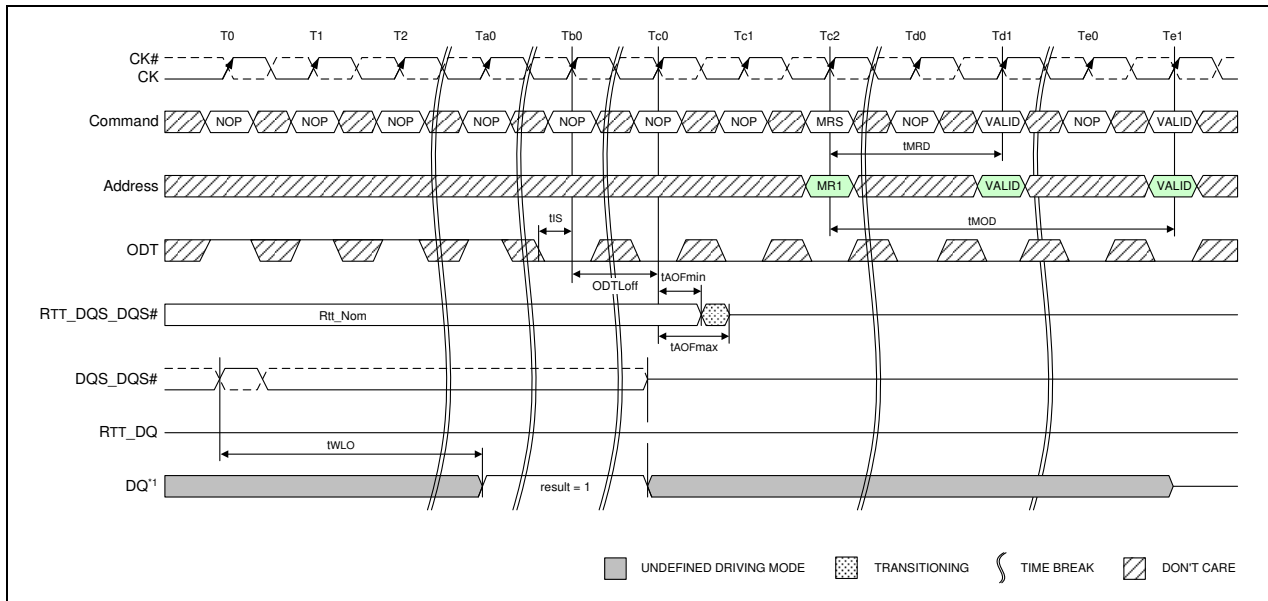 T0 T1 T2 Ta0 Tb0 Tc0 Tc1 Tc2 Td0 Td1 Te0 Te1
CK#
CK
Command NOP NOP NOP NOP NOP NOP NOP MRS NOP VALID NOP VALID
tMRD
Address MR1 VALID VALID
tIS
tMOD
ODT
tAOFmin
ODTLoff
RTT_DQS_DQS# Rtt_Nom
tAOFmax
DQS_DQS#
RTT_DQ
tWLO
DQ*1 result = 1
UNDEFINED DRIVING MODE TRANSITIONING TIME BREAK DON'T CARE